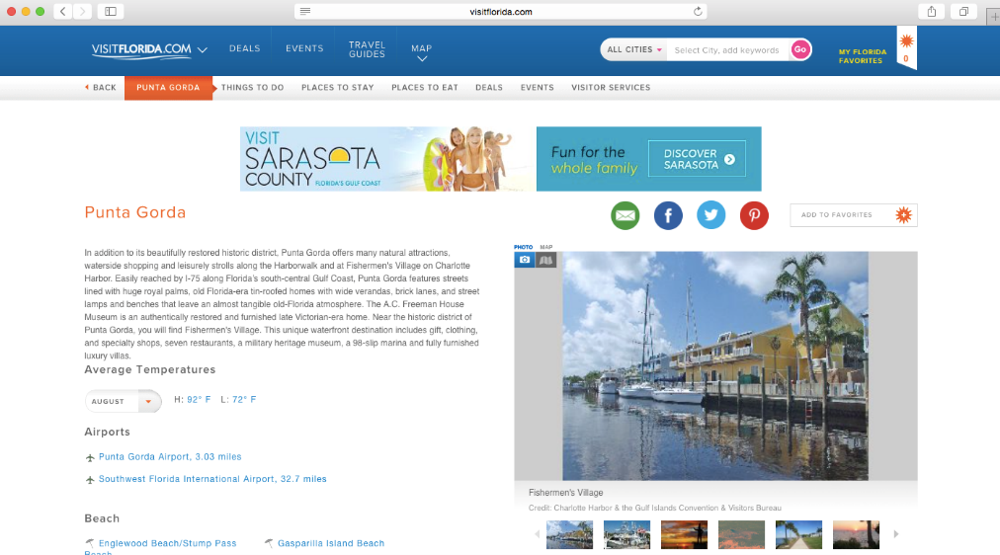 visitflorida.com
VISITFLORIDA.COM
DEALS
EVENTS
TRAVEL
GUIDES
MAP
ALL CITIES
Select City, add keywords
Go
MY FLORIDA
FAVORITES
0
BACK
PUNTA GORDA
THINGS TO DO
PLACES TO STAY
PLACES TO EAT
DEALS
EVENTS
VISITOR SERVICES
VISIT
SARASOTA
COUNTY
FLORIDA'S GULF COAST
Fun for the
whole family
DISCOVER
SARASOTA
Punta Gorda
ADD TO FAVORITES
In addition to its beautifully restored historic district, Punta Gorda offers many natural attractions,
waterside shopping and leisurely strolls along the Harborwalk and at Fishermen's Village on Charlotte
Harbor. Easily reached by I-75 along Florida's south-central Gulf Coast, Punta Gorda features streets
lined with huge royal palms, old Florida-era tin-roofed homes with wide verandas, brick lanes, and street
lamps and benches that leave an almost tangible old-Florida atmosphere. The A.C. Freeman House
Museum is an authentically restored and furnished late Victorian-era home. Near the historic district of
Punta Gorda, you will find Fishermen's Village. This unique waterfront destination includes gift, clothing,
and specialty shops, seven restaurants, a military heritage museum, a 98-slip marina and fully furnished
luxury villas.
Average Temperatures
AUGUST
H: 92° F L: 72° F
Airports
Punta Gorda Airport, 3.03 miles
Southwest Florida International Airport, 32.7 miles
Beach
Englewood Beach/Stump Pass
Beach
Gasparilla Island Beach
PHOTO
MAP
Fishermen's Village
Credit: Charlotte Harbor & the Gulf Islands Convention & Visitors Bureau